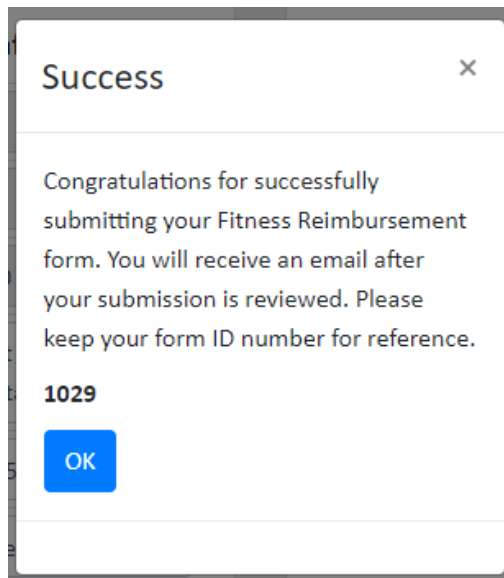 Success
×
Congratulations for successfully
submitting your Fitness Reimbursement
form. You will receive an email after
your submission is reviewed. Please
keep your form ID number for reference.
1029
OK